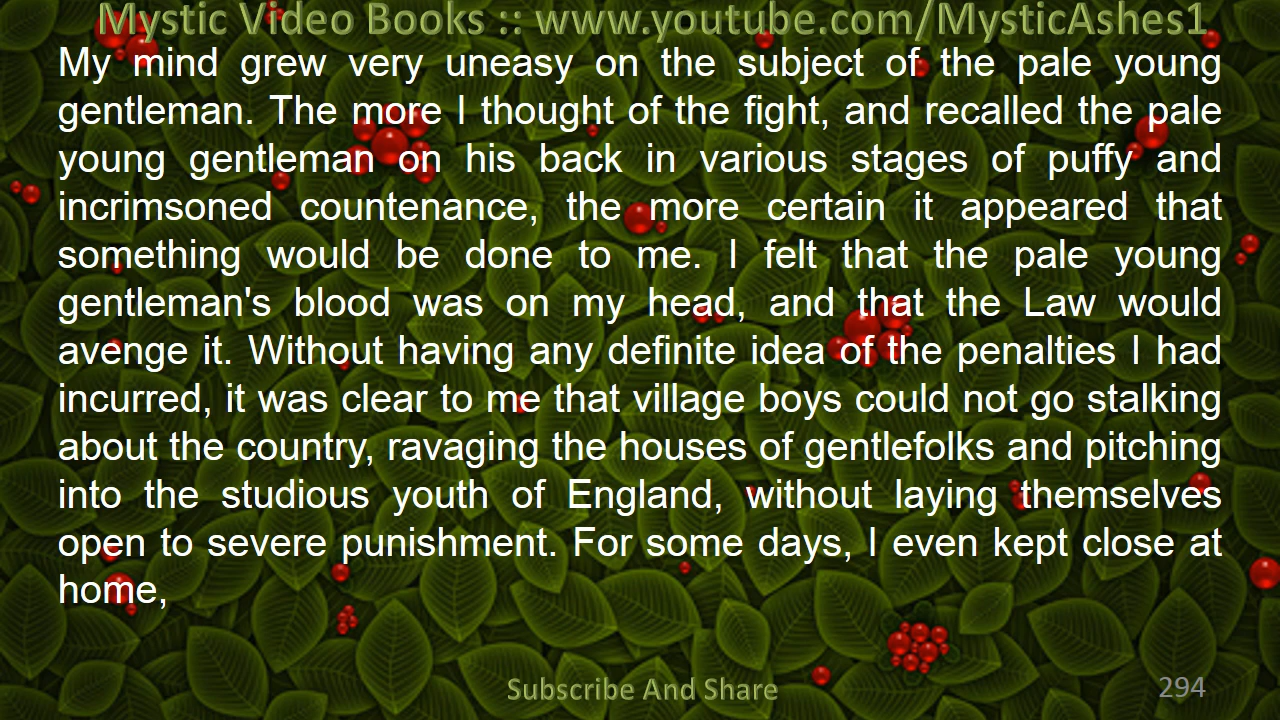 Mystic Video Books :: www.youtube.com/MysticAshes1
My mind grew very uneasy on the subject of the pale young
gentleman. The more I thought of the fight, and recalled the pale
young gentleman on his back in various stages of puffy and
incrimsoned countenance, the more certain it appeared that
something would be done to me. I felt that the pale young
gentleman's blood was on my head, and that the Law would
avenge it. Without having any definite idea of the penalties I had
incurred, it was clear to me that village boys could not go stalking
about the country, ravaging the houses of gentlefolks and pitching
into the studious youth of England, without laying themselves
open to severe punishment. For some days, I even kept close at
home,
Subscribe And Share
294